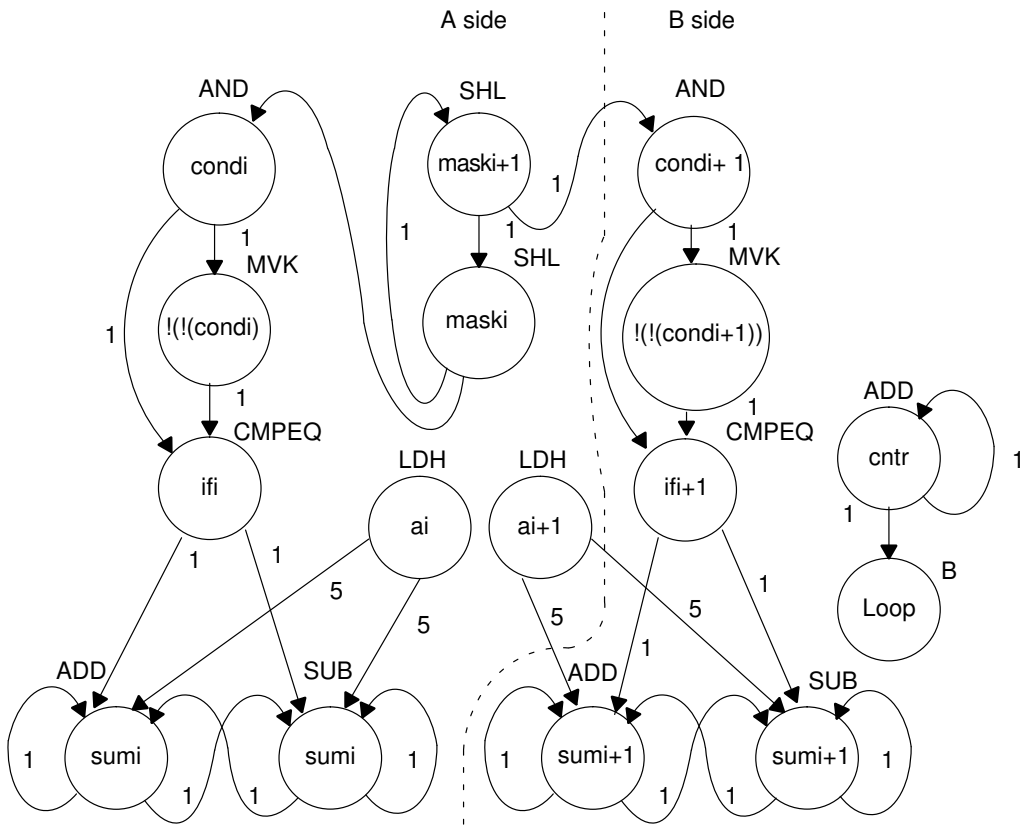 A side
B side
AND
SHL
AND
condi
maski+1
condi+ 1
1
1
1
1
1
MVK
SHL
MVK
!(!(condi)
maski
!(!(condi+1))
1
1
1
CMPEQ
CMPEQ
ADD
LDH
LDH
ifi
ifi+1
cntr
1
ai
ai+1
1
1
1
5
5
5
1
1
B
Loop
ADD
SUB
ADD
SUB
sumi
sumi
sumi+1
sumi+1
1
1
1
1
1
1
1
1